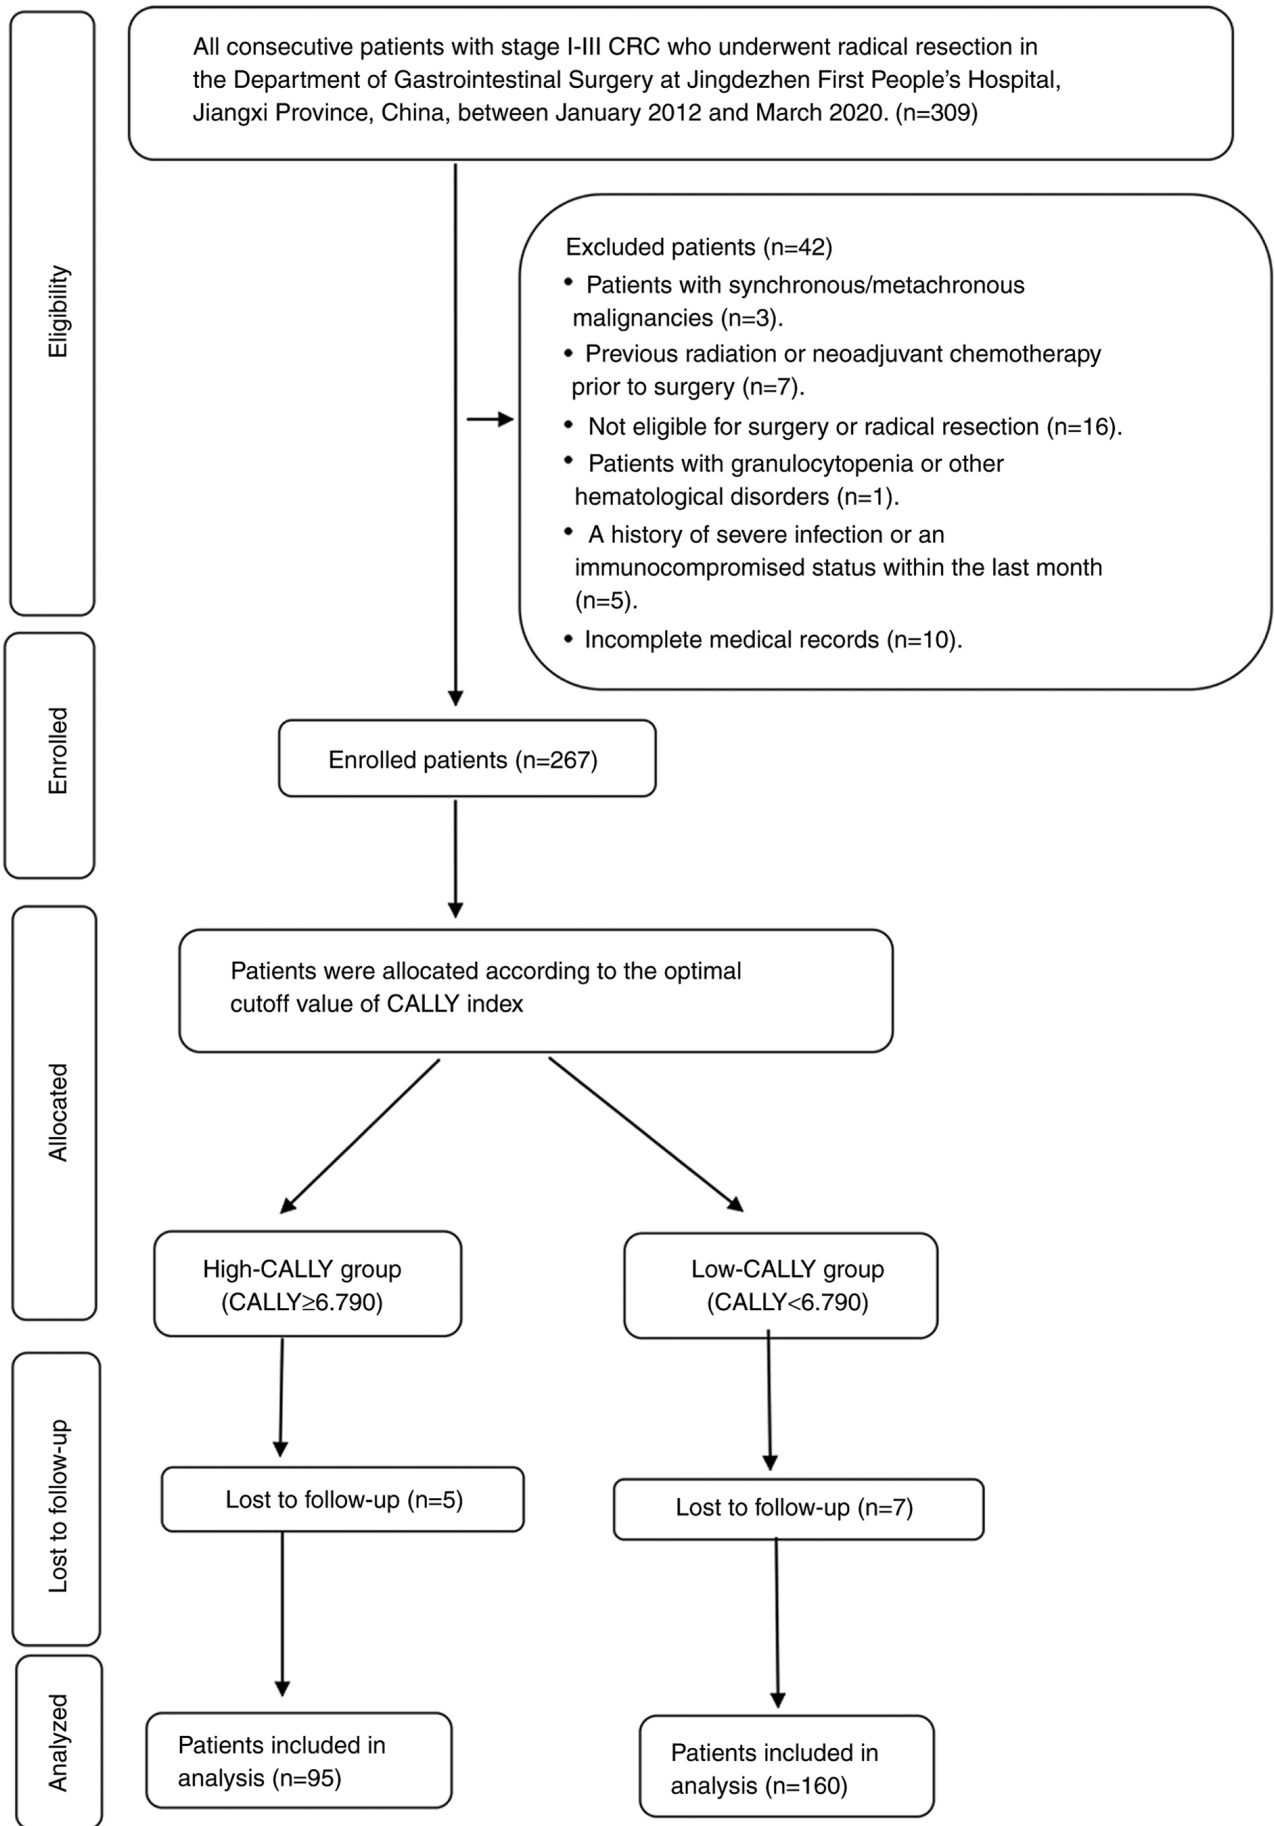 Eligibility
All consecutive patients with stage I-III CRC who underwent radical resection in
the Department of Gastrointestinal Surgery at Jingdezhen First People’s Hospital,
Jiangxi Province, China, between January 2012 and March 2020. (n=309)
Excluded patients (n=42)
• Patients with synchronous/metachronous
malignancies (n=3).
• Previous radiation or neoadjuvant chemotherapy
prior to surgery (n=7).
• Not eligible for surgery or radical resection (n=16).
• Patients with granulocytopenia or other
hematological disorders (n=1).
• A history of severe infection or an
immunocompromised status within the last month
(n=5).
• Incomplete medical records (n=10).
Enrolled
Enrolled patients (n=267)
Allocated
Patients were allocated according to the optimal
cutoff value of CALLY index
High-CALLY group
(CALLY≥6.790)
Low-CALLY group
(CALLY<6.790)
Lost to follow-up
Lost to follow-up (n=5)
Lost to follow-up (n=7)
Analyzed
Patients included in
analysis (n=95)
Patients included in
analysis (n=160)